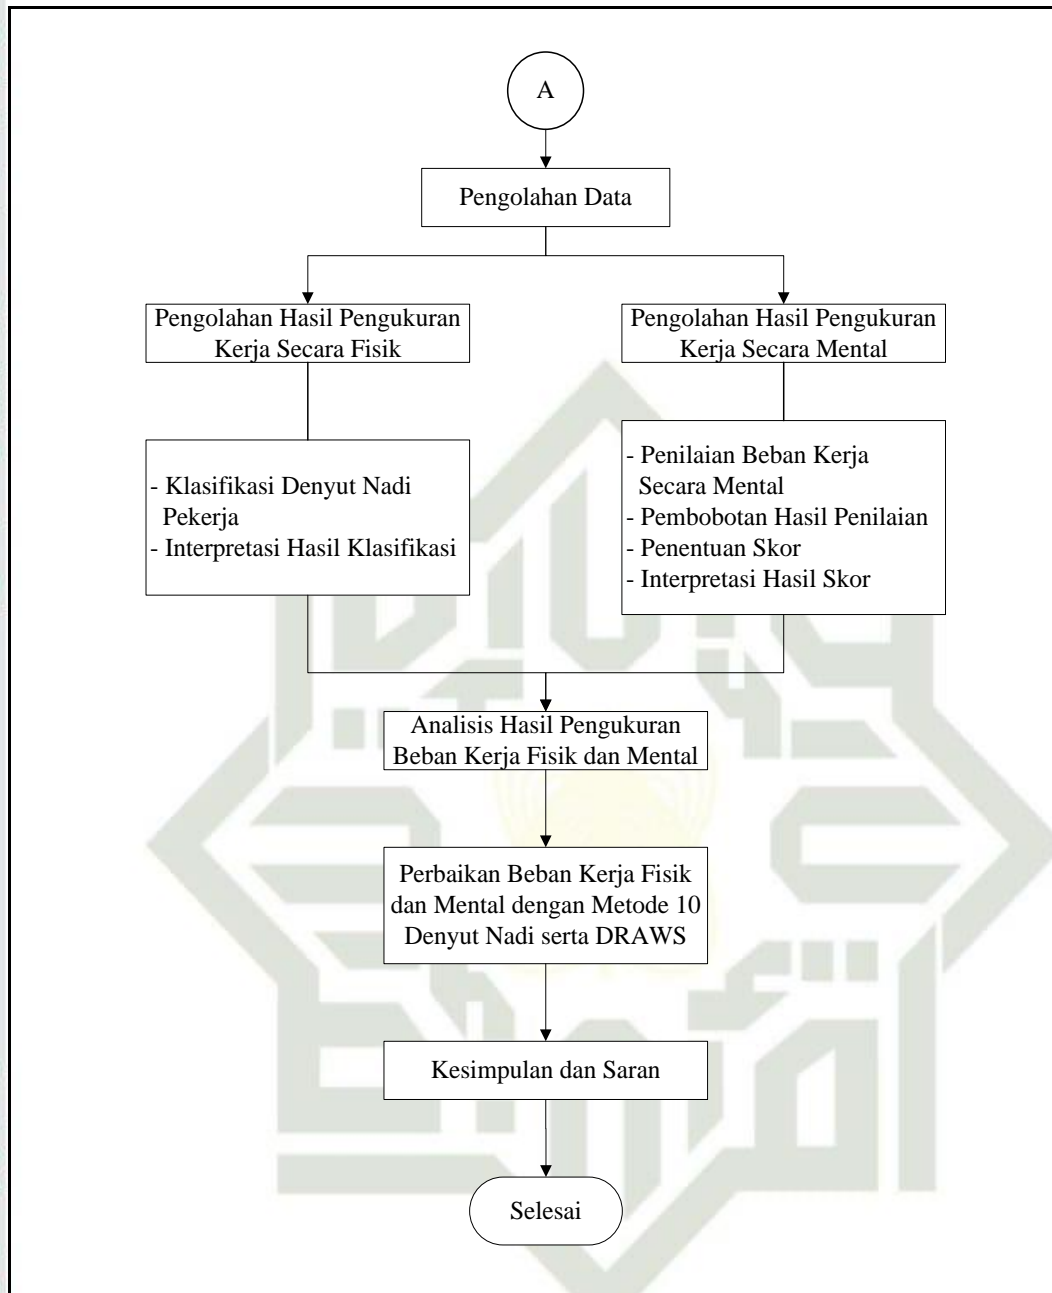 A
Pengolahan Data
Pengolahan Hasil Pengukuran
Kerja Secara Fisik
Pengolahan Hasil Pengukuran
Kerja Secara Mental
- Klasifikasi Denyut Nadi
Pekerja
- Interpretasi Hasil Klasifikasi
- Penilaian Beban Kerja
Secara Mental
- Pembobotan Hasil Penilaian
- Penentuan Skor
- Interpretasi Hasil Skor
Analisis Hasil Pengukuran
Beban Kerja Fisik dan Mental
Perbaikan Beban Kerja Fisik
dan Mental dengan Metode 10
Denyut Nadi serta DRAWS
Kesimpulan dan Saran
Selesai